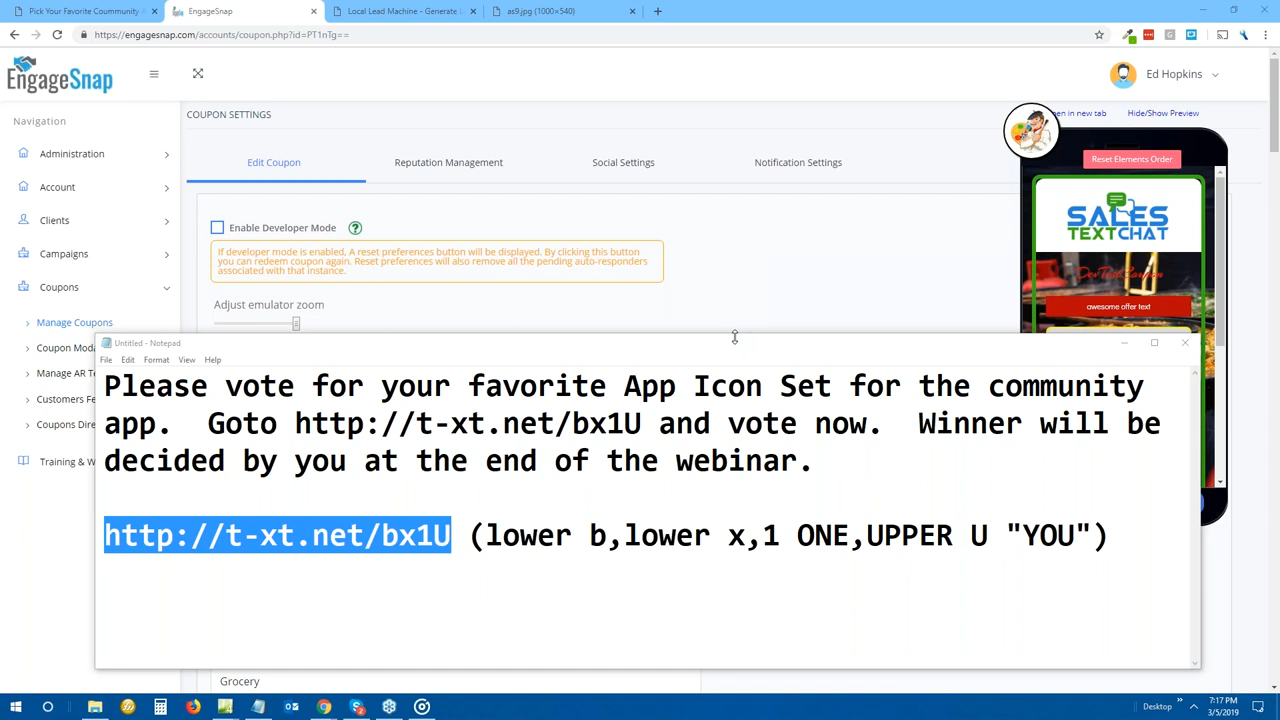 Pick Your Favorite Coummunity A
EngageSnap
Local Lead Machine - Generate L
as9.jpg (1000×540)
https://engagesnap.com/accounts/coupon.php?id=PT1nTg==
EngageSnap
Ed Hopkins
Navigation
Administration
Account
Clients
Campaigns
Coupons
Manage Coupons
Coupon Moda
Manage AR Te
Customers Fe
Coupons Dire
Training & W
COUPON SETTINGS
en in new tab
Hide/Show Preview
Edit Coupon
Reputation Management
Social Settings
Notification Settings
Reset Elements Order
Enable Developer Mode
If developer mode is enabled, A reset preferences button will be displayed. By clicking this button
you can redeem coupon again. Reset preferences will also remove all the pending auto-responders
associated with that instance.
Adjust emulator zoom
SALES
TEXTCHAT
DevTestCoupon
awesome offer text
Untitled - Notepad
File Edit Format View Help
Please vote for your favorite App Icon Set for the community
app. Goto http://t-xt.net/bx1U and vote now. Winner will be
decided by you at the end of the webinar.
http://t-xt.net/bx1U (lower b,lower x,1 ONE,UPPER U "YOU")
Grocery
Desktop
7:17 PM
3/5/2019